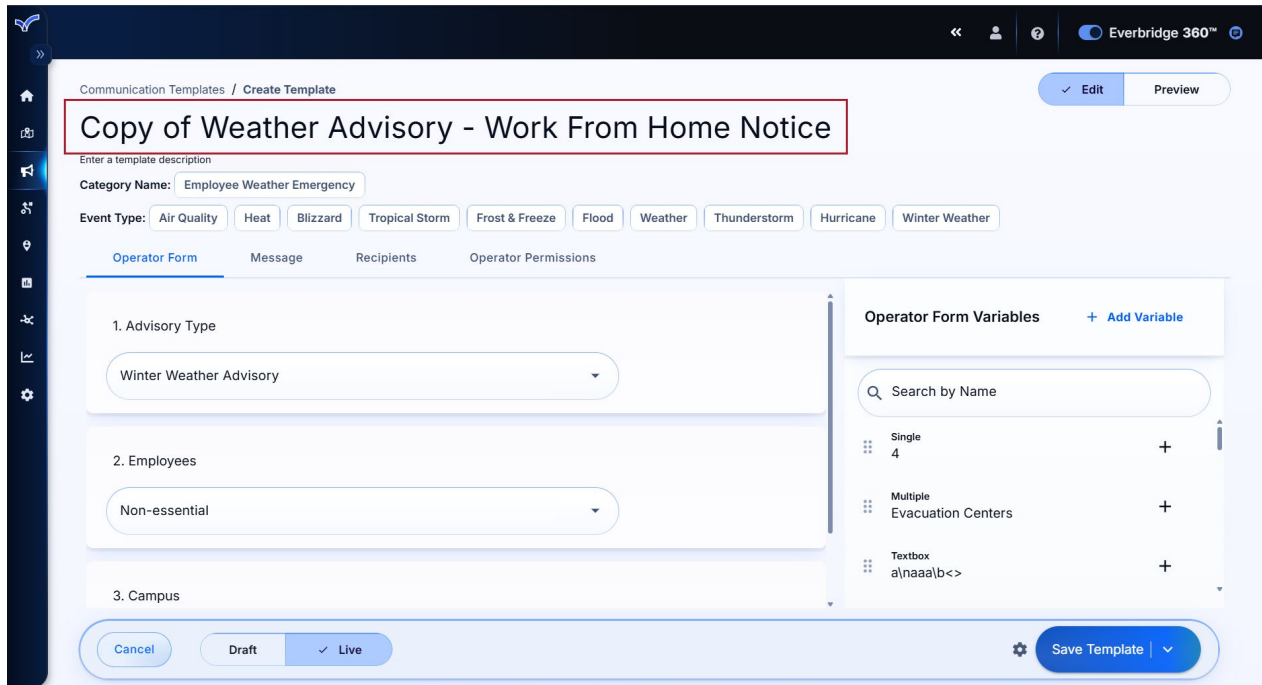 Everbridge 360™
Communication Templates / Create Template
Edit
Preview
Copy of Weather Advisory - Work From Home Notice
Enter a template description
Category Name: Employee Weather Emergency
Event Type: Air Quality Heat Blizzard Tropical Storm Frost & Freeze Flood Weather Thunderstorm Hurricane Winter Weather
Operator Form Message Recipients Operator Permissions
1. Advisory Type
Winter Weather Advisory
2. Employees
Non-essential
3. Campus
Operator Form Variables + Add Variable
Search by Name
Single
4
Multiple
Evacuation Centers
Textbox
a\naaa\b<>
Cancel Draft Live Save Template